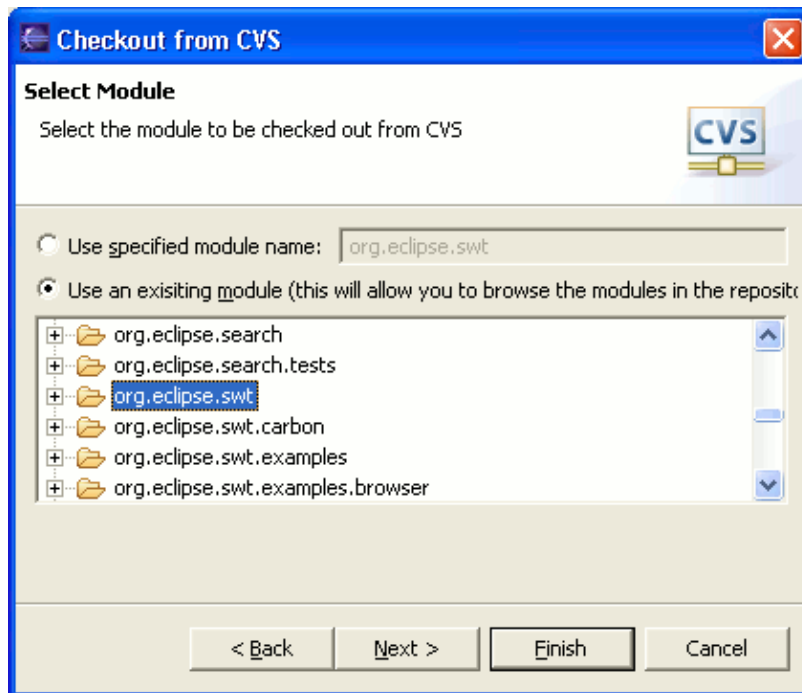 Checkout from CVS
Select Module
Select the module to be checked out from CVS
CVS
Use specified module name: org.eclipse.swt
Use an exisiting module (this will allow you to browse the modules in the reposito
org.eclipse.search
org.eclipse.search.tests
org.eclipse.swt
org.eclipse.swt.carbon
org.eclipse.swt.examples
org.eclipse.swt.examples.browser
< Back Next > Finish Cancel